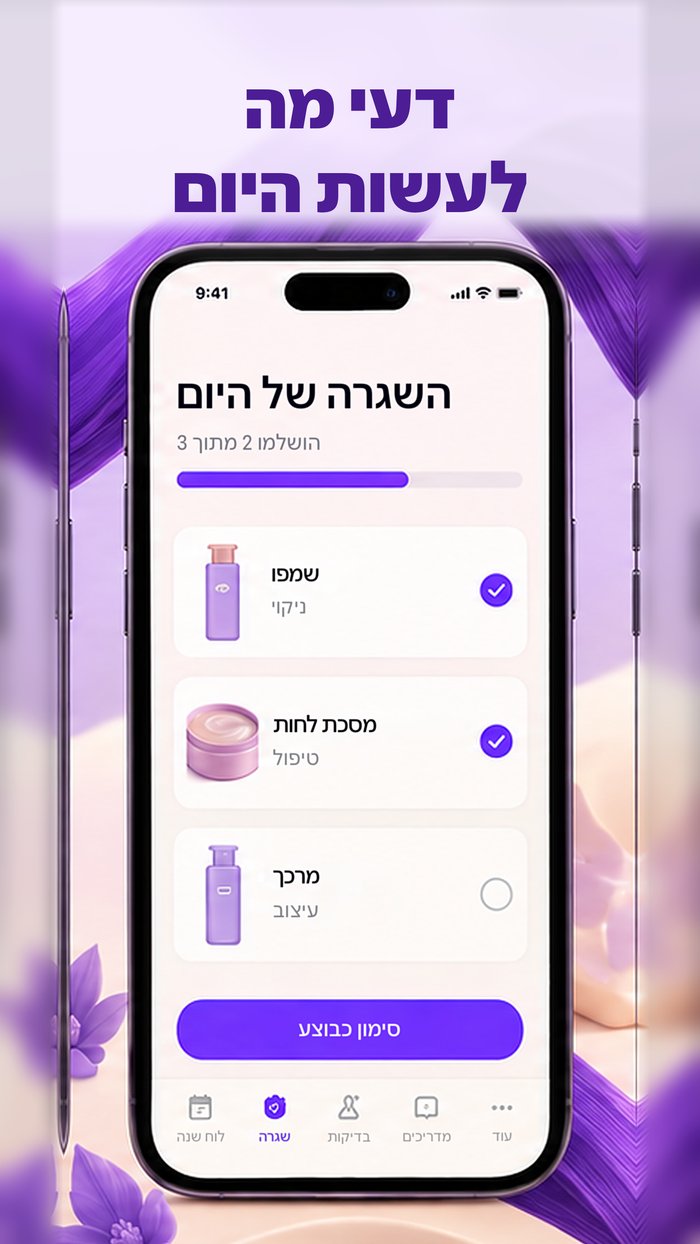 דעי מה
לעשות היום
9:41
השגרה של היום
הושלמו 2 מתוך 3
שמפו
ניקוי
מסכת לחות
טיפול
מרכך
עיצוב
סימון כבוצע
לוח שנה
שגרה
בדיקות
מדריכים
עוד